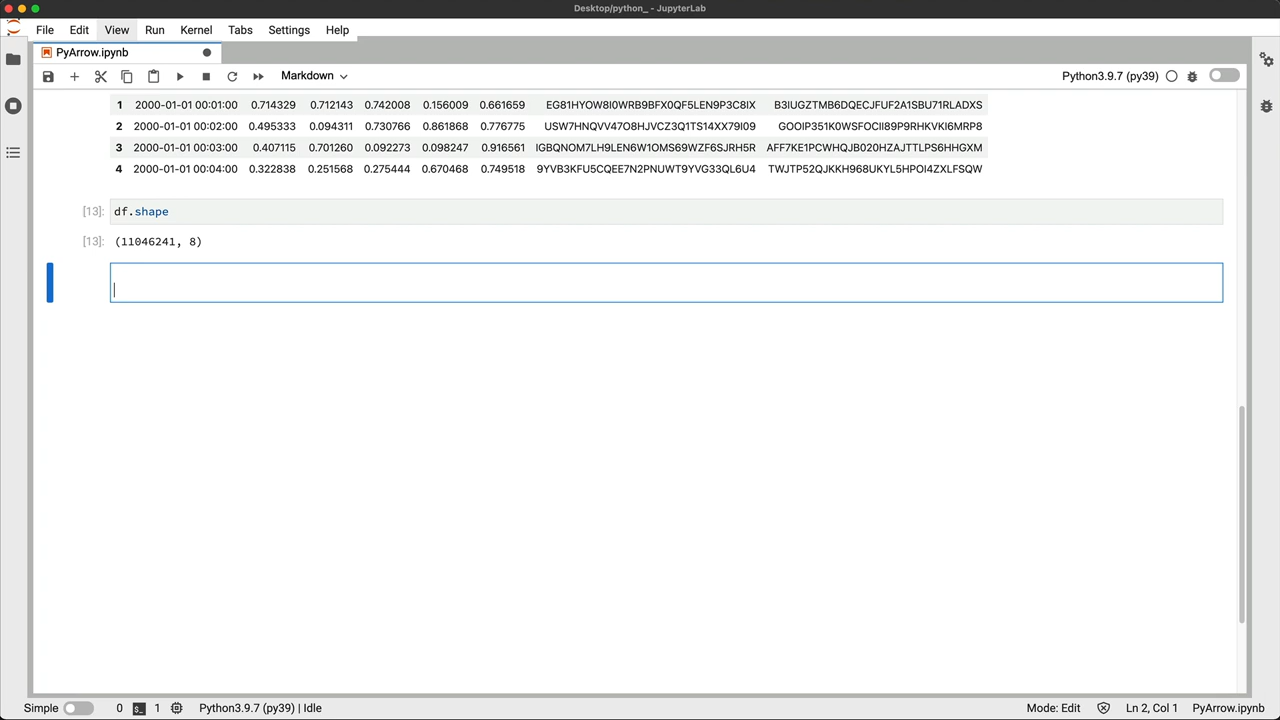 Desktop/python_ - JupyterLab
File Edit View Run Kernel Tabs Settings Help
PyArrow.ipynb
Markdown Python3.9.7 (py39)
1 2000-01-01 00:01:00 0.714329 0.712143 0.742008 0.156009 0.661659 EG81HYOW8I0WRB9BFX0QF5LEN9P3C8IX B3IUGZTMB6DQECJFUF2A1SBU71RLADXS
2 2000-01-01 00:02:00 0.495333 0.094311 0.730766 0.861868 0.776775 USW7HNQVV47O8HJVCZ3Q1TS14XX79I09 GOOIP351K0WSFOCII89P9RHKVKI6MRP8
3 2000-01-01 00:03:00 0.407115 0.701260 0.092273 0.098247 0.916561 IGBQNOM7LH9LEN6W1OMS69WZF6SJRH5R AFF7KE1PCWHQJB020HZAJTTLPS6HHGXM
4 2000-01-01 00:04:00 0.322838 0.251568 0.275444 0.670468 0.749518 9YVB3KFU5CQEE7N2PNUWT9YVG33QL6U4 TWJTP52QJKKH968UKYL5HPOI4ZXLFSQW
[13]: df.shape
[13]: (11046241, 8)
Simple 0 1 Python3.9.7 (py39) | Idle Mode: Edit Ln 2, Col 1 PyArrow.ipynb